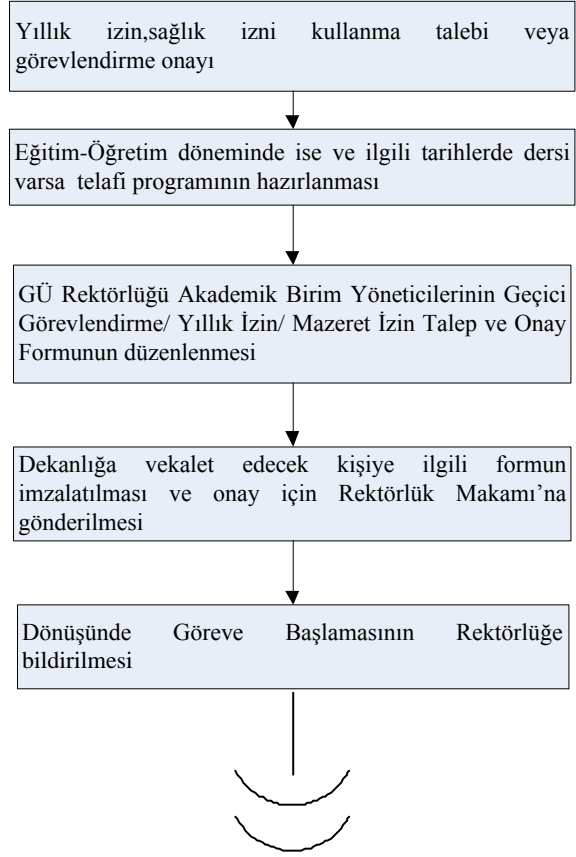 Yıllık izin,sağlık izni kullanma talebi veya
görevlendirme onayı
Eğitim-Öğretim döneminde ise ve ilgili tarihlerde dersi
varsa telafi programının hazırlanması
GÜ Rektörlüğü Akademik Birim Yöneticilerinin Geçici
Görevlendirme/ Yıllık İzin/ Mazeret İzin Talep ve Onay
Formunun düzenlenmesi
Dekanlığa vekalet edecek kişiye ilgili formun
imzalatılması ve onay için Rektörlük Makamı’na
gönderilmesi
Dönüşünde Göreve Başlamasının Rektörlüğe
bildirilmesi